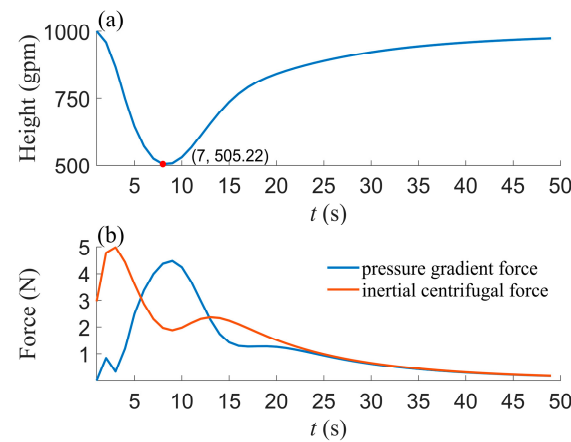 (a)
Height (gpm)
1000
750
500
(7, 505.22)
5 10 15 20 25 30 35 40 45 50
t (s)
(b)
Force (N)
5
4
3
2
1
pressure gradient force
inertial centrifugal force
5 10 15 20 25 30 35 40 45 50
t (s)